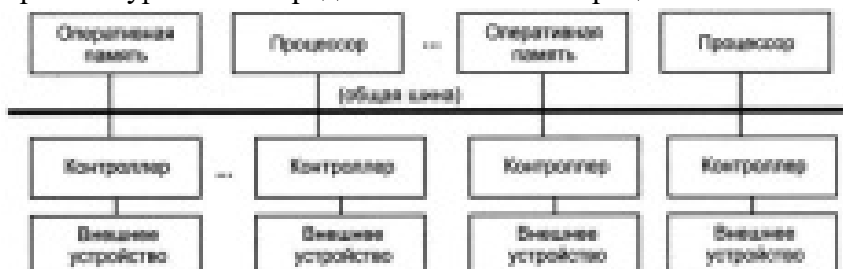 Оперативная
память
Процессор
...
Оперативная
память
Процессор
(общая шина)
Контроллер
...
Контроллер
Контроллер
Контроллер
Внешнее
устройство
Внешнее
устройство
Внешнее
устройство
Внешнее
устройство